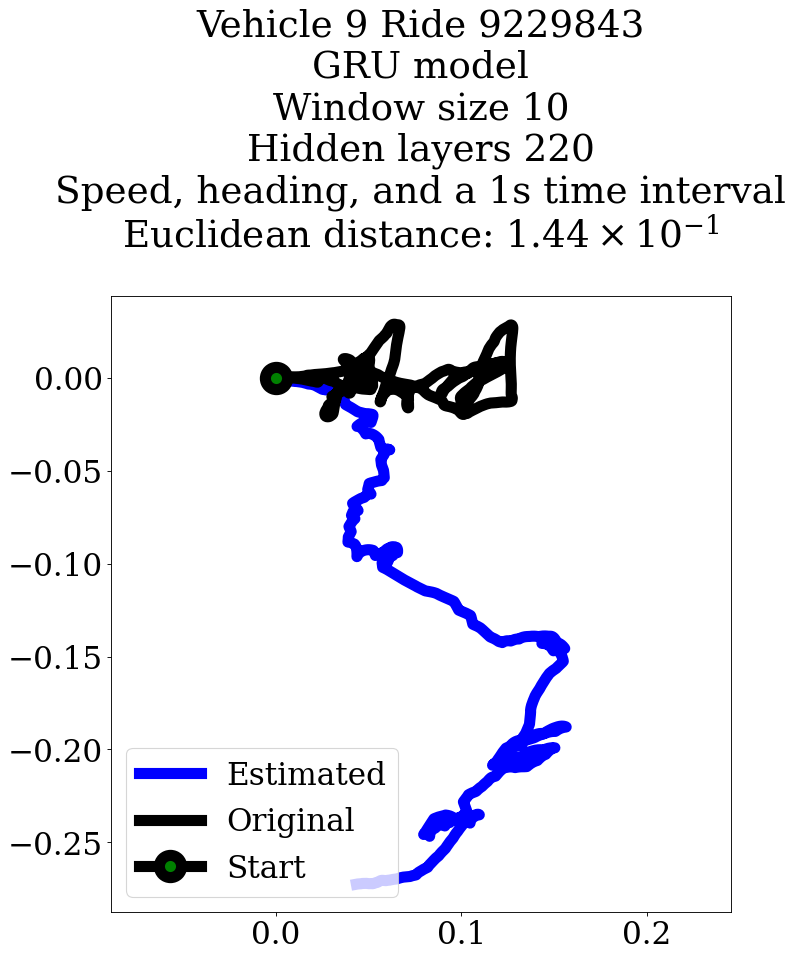 Vehicle 9 Ride 9229843
GRU model
Window size 10
Hidden layers 220
Speed, heading, and a 1s time interval
Euclidean distance: 1.44 × 10⁻¹
0.00
−0.05
−0.10
−0.15
−0.20
−0.25
Estimated
Original
Start
0.0 0.1 0.2